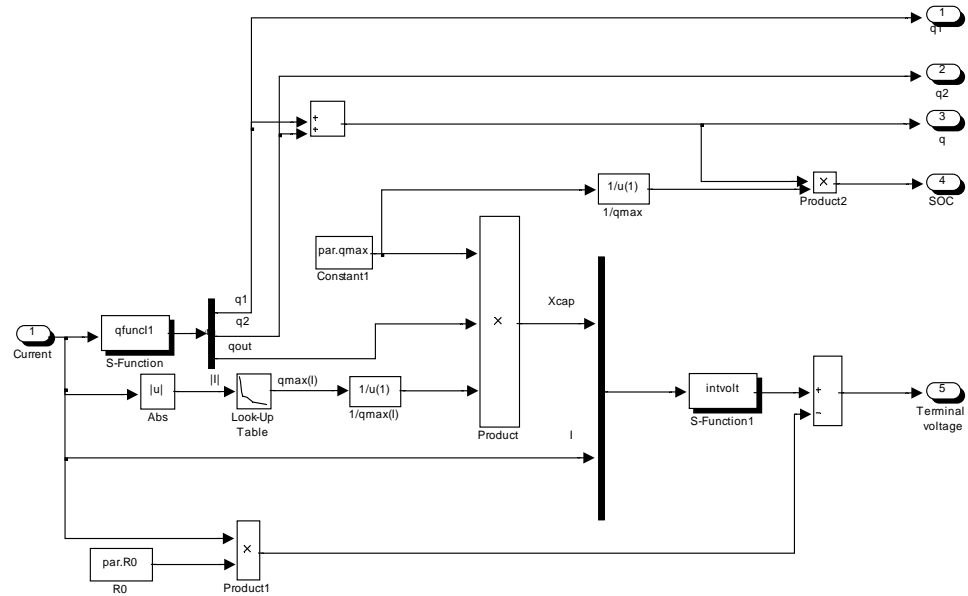 1
q1
2
q2
+
+
3
q
1/u(1)
1/qmax
×
Product2
4
SOC
par.qmax
Constant1
q1
Xcap
q2
1
Current
qfuncl1
S-Function
qout
×
Product
|I|
qmax(I)
|u|
Abs
Look-Up
Table
1/u(1)
1/qmax(I)
intvolt
S-Function1
+
-
5
Terminal
voltage
I
par.R0
R0
×
Product1